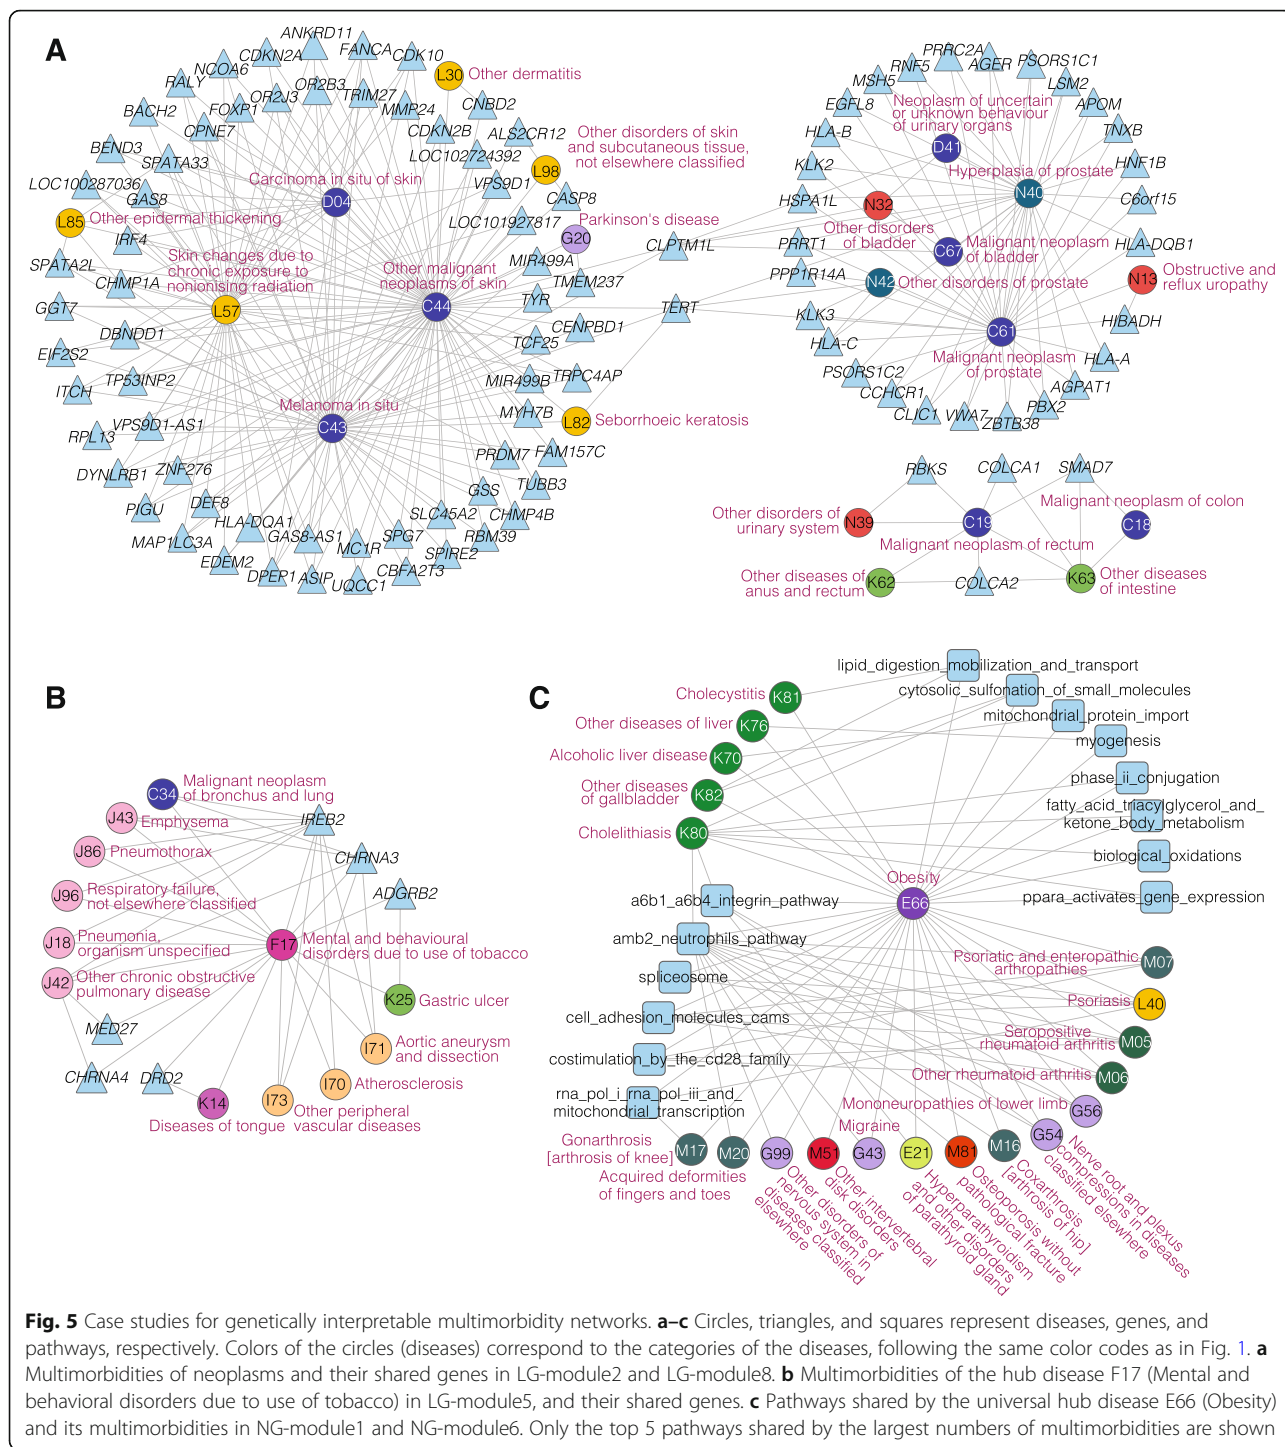 A
ANKRD11
CDKN2A
FANCA
CDK10
NCOA6
RALY
OR2B3
OR2J3
TRIM27
L30 Other dermatitis
BACH2
FOXP1
MMP24
CNBD2
CPNE7
CDKN2B
ALS2CR12
BEND3
SPATA33
LOC102724392
Other disorders of skin
and subcutaneous tissue,
not elsewhere classified
L98
LOC100287036
GAS8
Carcinoma in situ of skin
D04
VPS9D1
CASP8
L85 Other epidermal thickening
LOC101927817
Parkinson's disease
G20
IRF4
SPATA2L
Skin changes due to
chronic exposure to
nonionising radiation
L57
Other malignant
neoplasms of skin
C44
MIR499A
TMEM237
CHMP1A
TYR
GGT7
DBNDD1
CENPBD1
TCF25
EIF2S2
ITCH
TP53INP2
MIR499B
TRPC4AP
Melanoma in situ
C43
MYH7B
L82 Seborrhoeic keratosis
RPL13
VPS9D1-AS1
PRDM7
FAM157C
DYNLRB1
ZNF276
TUBB3
GSS
PIGU
DEF8
SLC45A2
CHMP4B
HLA-DQA1
MAP1LC3A
GAS8-AS1
MC1R
SPG7
RBM39
EDEM2
SPIRE2
DPEP1
ASIP
UQCC1
CBFA2T3
CLPTM1L
TERT
PRRC2A
RNF5
AGER
PSORS1C1
MSH5
LSM2
EGFL8
APOM
Neoplasm of uncertain
or unknown behaviour
of urinary organs
D41
HLA-B
TNXB
KLK2
Hyperplasia of prostate
N40
HNF1B
HSPA1L
N32
C6orf15
Other disorders
of bladder
PRRT1
C67
Malignant neoplasm
of bladder
HLA-DQB1
PPP1R14A
N42 Other disorders of prostate
N13 Obstructive and
reflux uropathy
KLK3
C61
HIBADH
HLA-C
Malignant neoplasm
of prostate
HLA-A
PSORS1C2
AGPAT1
CCHCR1
PBX2
CLIC1
VWA7
ZBTB38
RBKS
COLCA1
SMAD7
Other disorders of
urinary system
N39
C19
Malignant neoplasm of rectum
Malignant neoplasm of colon
C18
Other diseases of
anus and rectum
K62
COLCA2
K63 Other diseases
of intestine
B
C34 Malignant neoplasm
of bronchus and lung
J43 Emphysema
IREB2
J86 Pneumothorax
CHRNA3
J96 Respiratory failure,
not elsewhere classified
ADGRB2
J18 Pneumonia,
organism unspecified
F17 Mental and behavioural
disorders due to use of tobacco
J42 Other chronic obstructive
pulmonary disease
K25 Gastric ulcer
MED27
I71 Aortic aneurysm
and dissection
CHRNA4
DRD2
I70 Atherosclerosis
K14
Diseases of tongue
I73 Other peripheral
vascular diseases
C
lipid_digestion_mobilization_and_transport
Cholecystitis K81
cytosolic_sulfonation_of_small_molecules
Other diseases of liver K76
mitochondrial_protein_import
myogenesis
Alcoholic liver disease K70
phase_ii_conjugation
Other diseases
of gallbladder K82
fatty_acid_triacylglycerol_and_
ketone_body_metabolism
Cholelithiasis K80
biological_oxidations
Obesity
E66
ppara_activates_gene_expression
a6b1_a6b4_integrin_pathway
amb2_neutrophils_pathway
Psoriatic and enteropathic
arthropathies
M07
spliceosome
Psoriasis L40
cell_adhesion_molecules_cams
Seropositive
rheumatoid arthritis M05
costimulation_by_the_cd28_family
Other rheumatoid arthritis M06
rna_pol_i_rna_pol_iii_and_
mitochondrial_transcription
Mononeuropathies of lower limb G56
Gonarthrosis
[arthrosis of knee]
M17
M20
Acquired deformities
of fingers and toes
G99
Other disorders of
nervous system in
diseases classified
elsewhere
M51
Other intervertebral
disk disorders
Migraine
G43
E21
Hyperparathyroidism
and other disorders
of parathyroid gland
M81
Osteoporosis without
pathological fracture
M16
Coxarthrosis
[arthrosis of hip]
G54
Nerve root and plexus
compressions in diseases
classified elsewhere
Fig. 5 Case studies for genetically interpretable multimorbidity networks. a–c Circles, triangles, and squares represent diseases, genes, and
pathways, respectively. Colors of the circles (diseases) correspond to the categories of the diseases, following the same color codes as in Fig. 1. a
Multimorbidities of neoplasms and their shared genes in LG-module2 and LG-module8. b Multimorbidities of the hub disease F17 (Mental and
behavioral disorders due to use of tobacco) in LG-module5, and their shared genes. c Pathways shared by the universal hub disease E66 (Obesity)
and its multimorbidities in NG-module1 and NG-module6. Only the top 5 pathways shared by the largest numbers of multimorbidities are shown